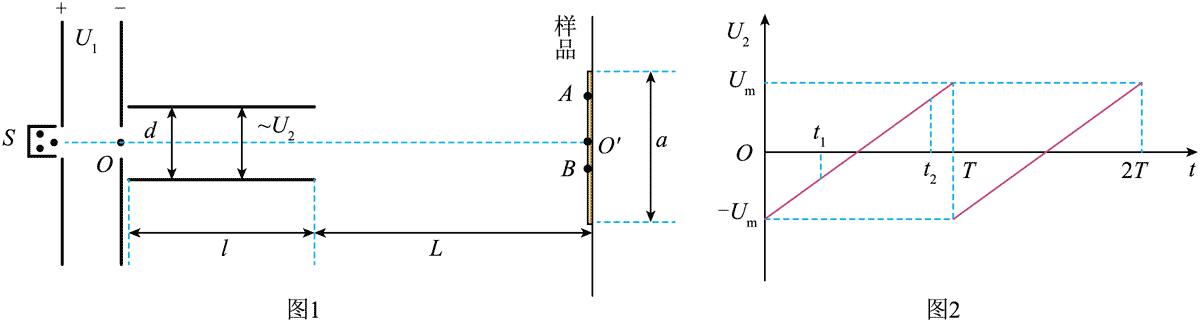 +
−
U₁
S
O
d
~U₂
l
L
样品
A
O′
B
a
图1
U₂
Uₘ
O
−Uₘ
t₁
t₂
T
2T
t
图2